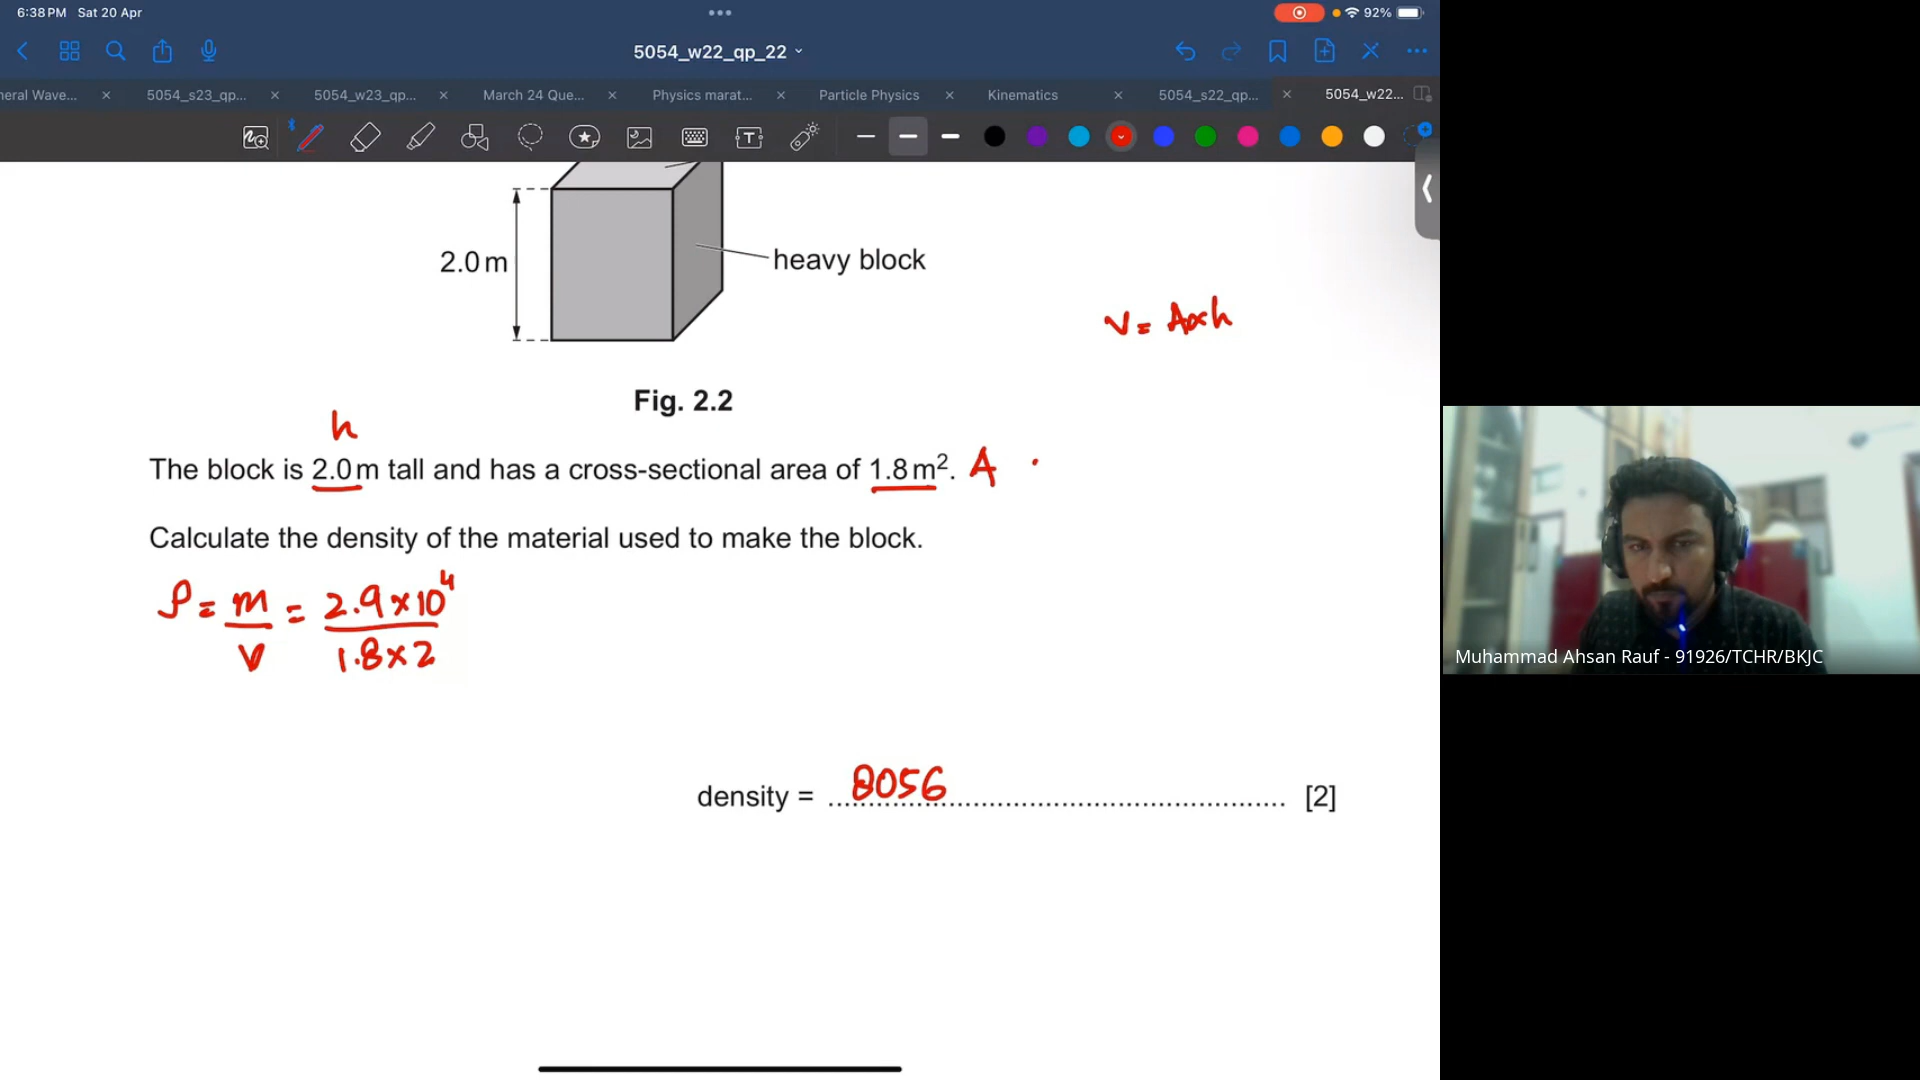 6:38 PM Sat 20 Apr
92%
5054_w22_qp_22
neral Wave...
5054_s23_qp...
5054_w23_qp...
March 24 Que...
Physics marat...
Particle Physics
Kinematics
5054_s22_qp...
5054_w22...
2.0 m
heavy block
V = A×h
Fig. 2.2
h
The block is 2.0 m tall and has a cross-sectional area of 1.8 m². A
Calculate the density of the material used to make the block.
ρ = m/V = 2.9×10⁴/1.8×2
density = 8056 [2]
Muhammad Ahsan Rauf - 91926/TCHR/BKJC